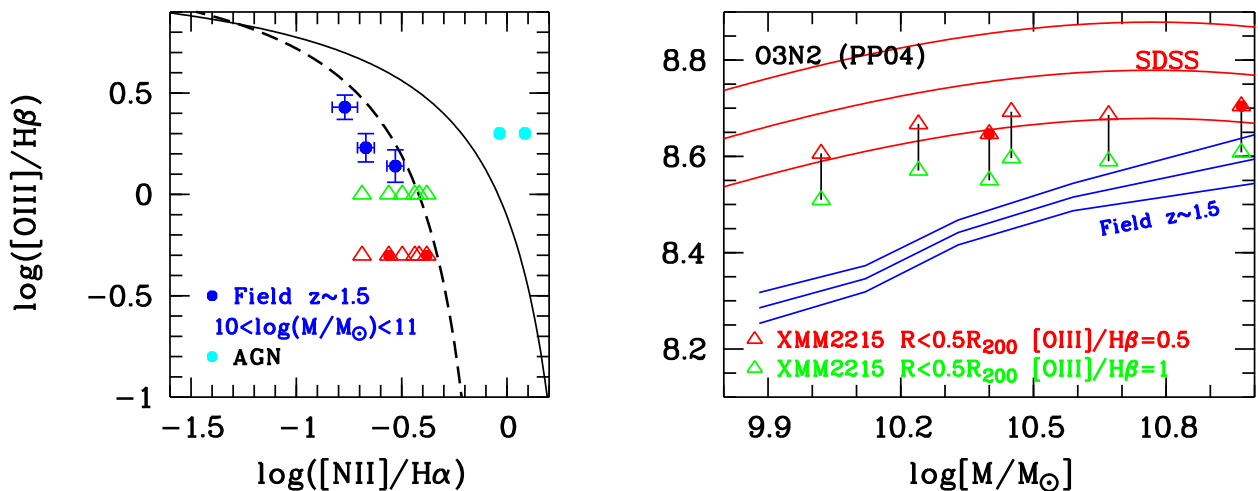 log([OIII]/Hβ)
0.5
0
−0.5
−1
−1.5
−1
−0.5
0
log([NII]/Hα)
Field z~1.5
10<log(M/M☉)<11
AGN
8.8
8.6
8.4
8.2
9.9
10.2
10.5
10.8
log[M/M☉]
O3N2 (PP04)
SDSS
Field z~1.5
XMM2215 R<0.5R200 [OIII]/Hβ=0.5
XMM2215 R<0.5R200 [OIII]/Hβ=1